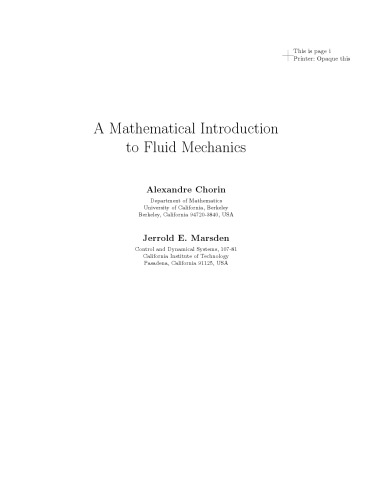 This is page i
Printer: Opaque this
A Mathematical Introduction
to Fluid Mechanics
Alexandre Chorin
Department of Mathematics
University of California, Berkeley
Berkeley, California 94720-3840, USA
Jerrold E. Marsden
Control and Dynamical Systems, 107-81
California Institute of Technology
Pasadena, California 91125, USA